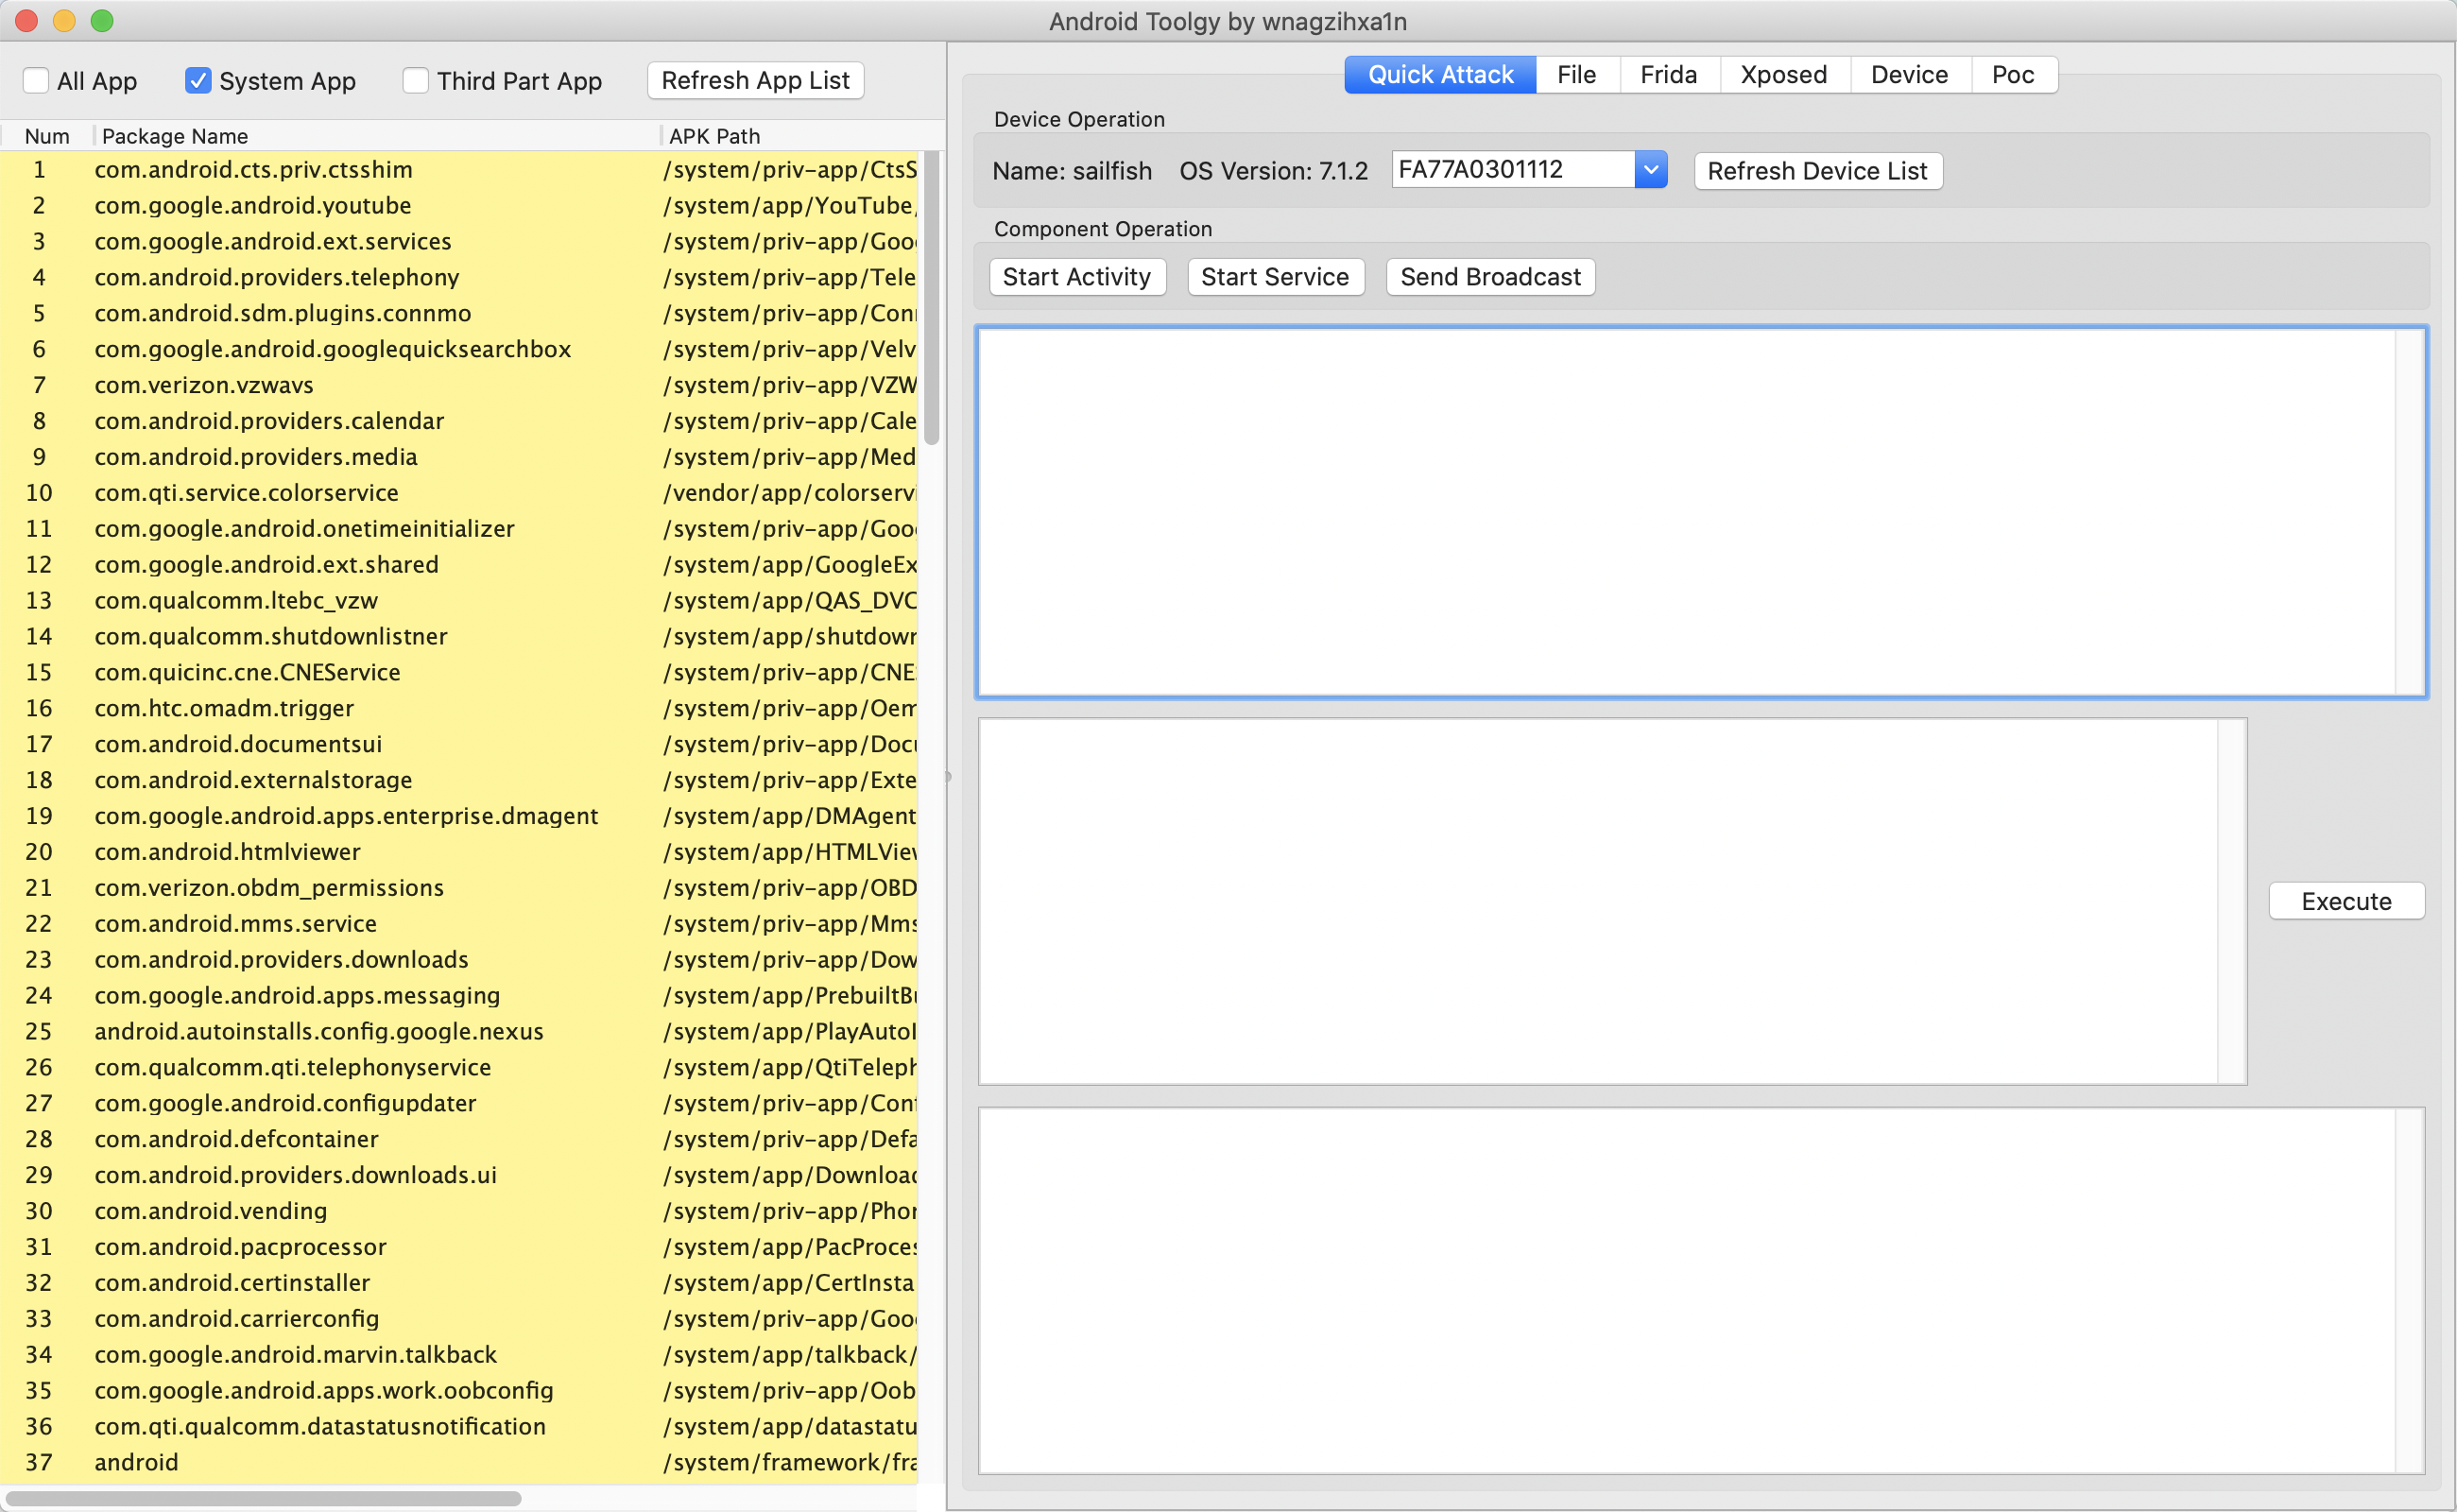 Android Toolgy by wnagzihxa1n
All App System App Third Part App Refresh App List
Num Package Name APK Path
1 com.android.cts.priv.ctsshim /system/priv-app/CtsS
2 com.google.android.youtube /system/app/YouTube/
3 com.google.android.ext.services /system/priv-app/Goo
4 com.android.providers.telephony /system/priv-app/Tele
5 com.android.sdm.plugins.connmo /system/priv-app/Con
6 com.google.android.googlequicksearchbox /system/priv-app/Velv
7 com.verizon.vzwavs /system/priv-app/VZW
8 com.android.providers.calendar /system/priv-app/Cale
9 com.android.providers.media /system/priv-app/Med
10 com.qti.service.colorservice /vendor/app/colorservi
11 com.google.android.onetimeinitializer /system/priv-app/Goo
12 com.google.android.ext.shared /system/app/GoogleEx
13 com.qualcomm.ltebc_vzw /system/app/QAS_DVC
14 com.qualcomm.shutdownlistner /system/app/shutdown
15 com.quicinc.cne.CNEService /system/priv-app/CNE
16 com.htc.omadm.trigger /system/priv-app/Oem
17 com.android.documentsui /system/priv-app/Docu
18 com.android.externalstorage /system/priv-app/Exte
19 com.google.android.apps.enterprise.dmagent /system/app/DMAgent
20 com.android.htmlviewer /system/app/HTMLView
21 com.verizon.obdm_permissions /system/priv-app/OBD
22 com.android.mms.service /system/priv-app/Mms
23 com.android.providers.downloads /system/priv-app/Dow
24 com.google.android.apps.messaging /system/app/PrebuiltBu
25 android.autoinstalls.config.google.nexus /system/app/PlayAutoI
26 com.qualcomm.qti.telephonyservice /system/app/QtiTeleph
27 com.google.android.configupdater /system/priv-app/Conf
28 com.android.defcontainer /system/priv-app/Defa
29 com.android.providers.downloads.ui /system/priv-app/Downloac
30 com.android.vending /system/priv-app/Phon
31 com.android.pacprocessor /system/app/PacProces
32 com.android.certinstaller /system/app/CertInsta
33 com.android.carrierconfig /system/priv-app/Goo
34 com.google.android.marvin.talkback /system/app/talkback/
35 com.google.android.apps.work.oobconfig /system/priv-app/Oob
36 com.qti.qualcomm.datastatusnotification /system/app/datastatu
37 android /system/framework/fra
Quick Attack File Frida Xposed Device Poc
Device Operation
Name: sailfish OS Version: 7.1.2 FA77A0301112 Refresh Device List
Component Operation
Start Activity Start Service Send Broadcast
Execute